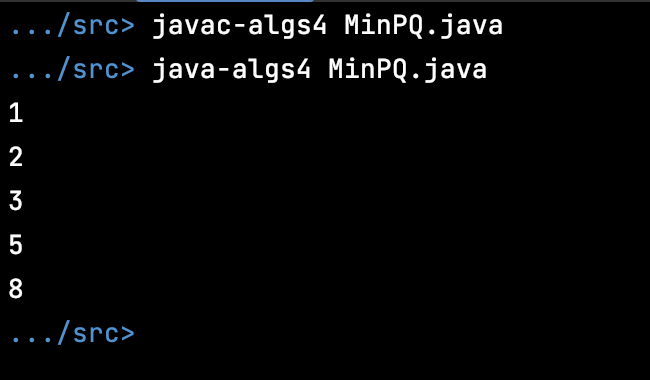 .../src> javac-algs4 MinPQ.java
.../src> java-algs4 MinPQ.java
1
2
3
5
8
.../src>